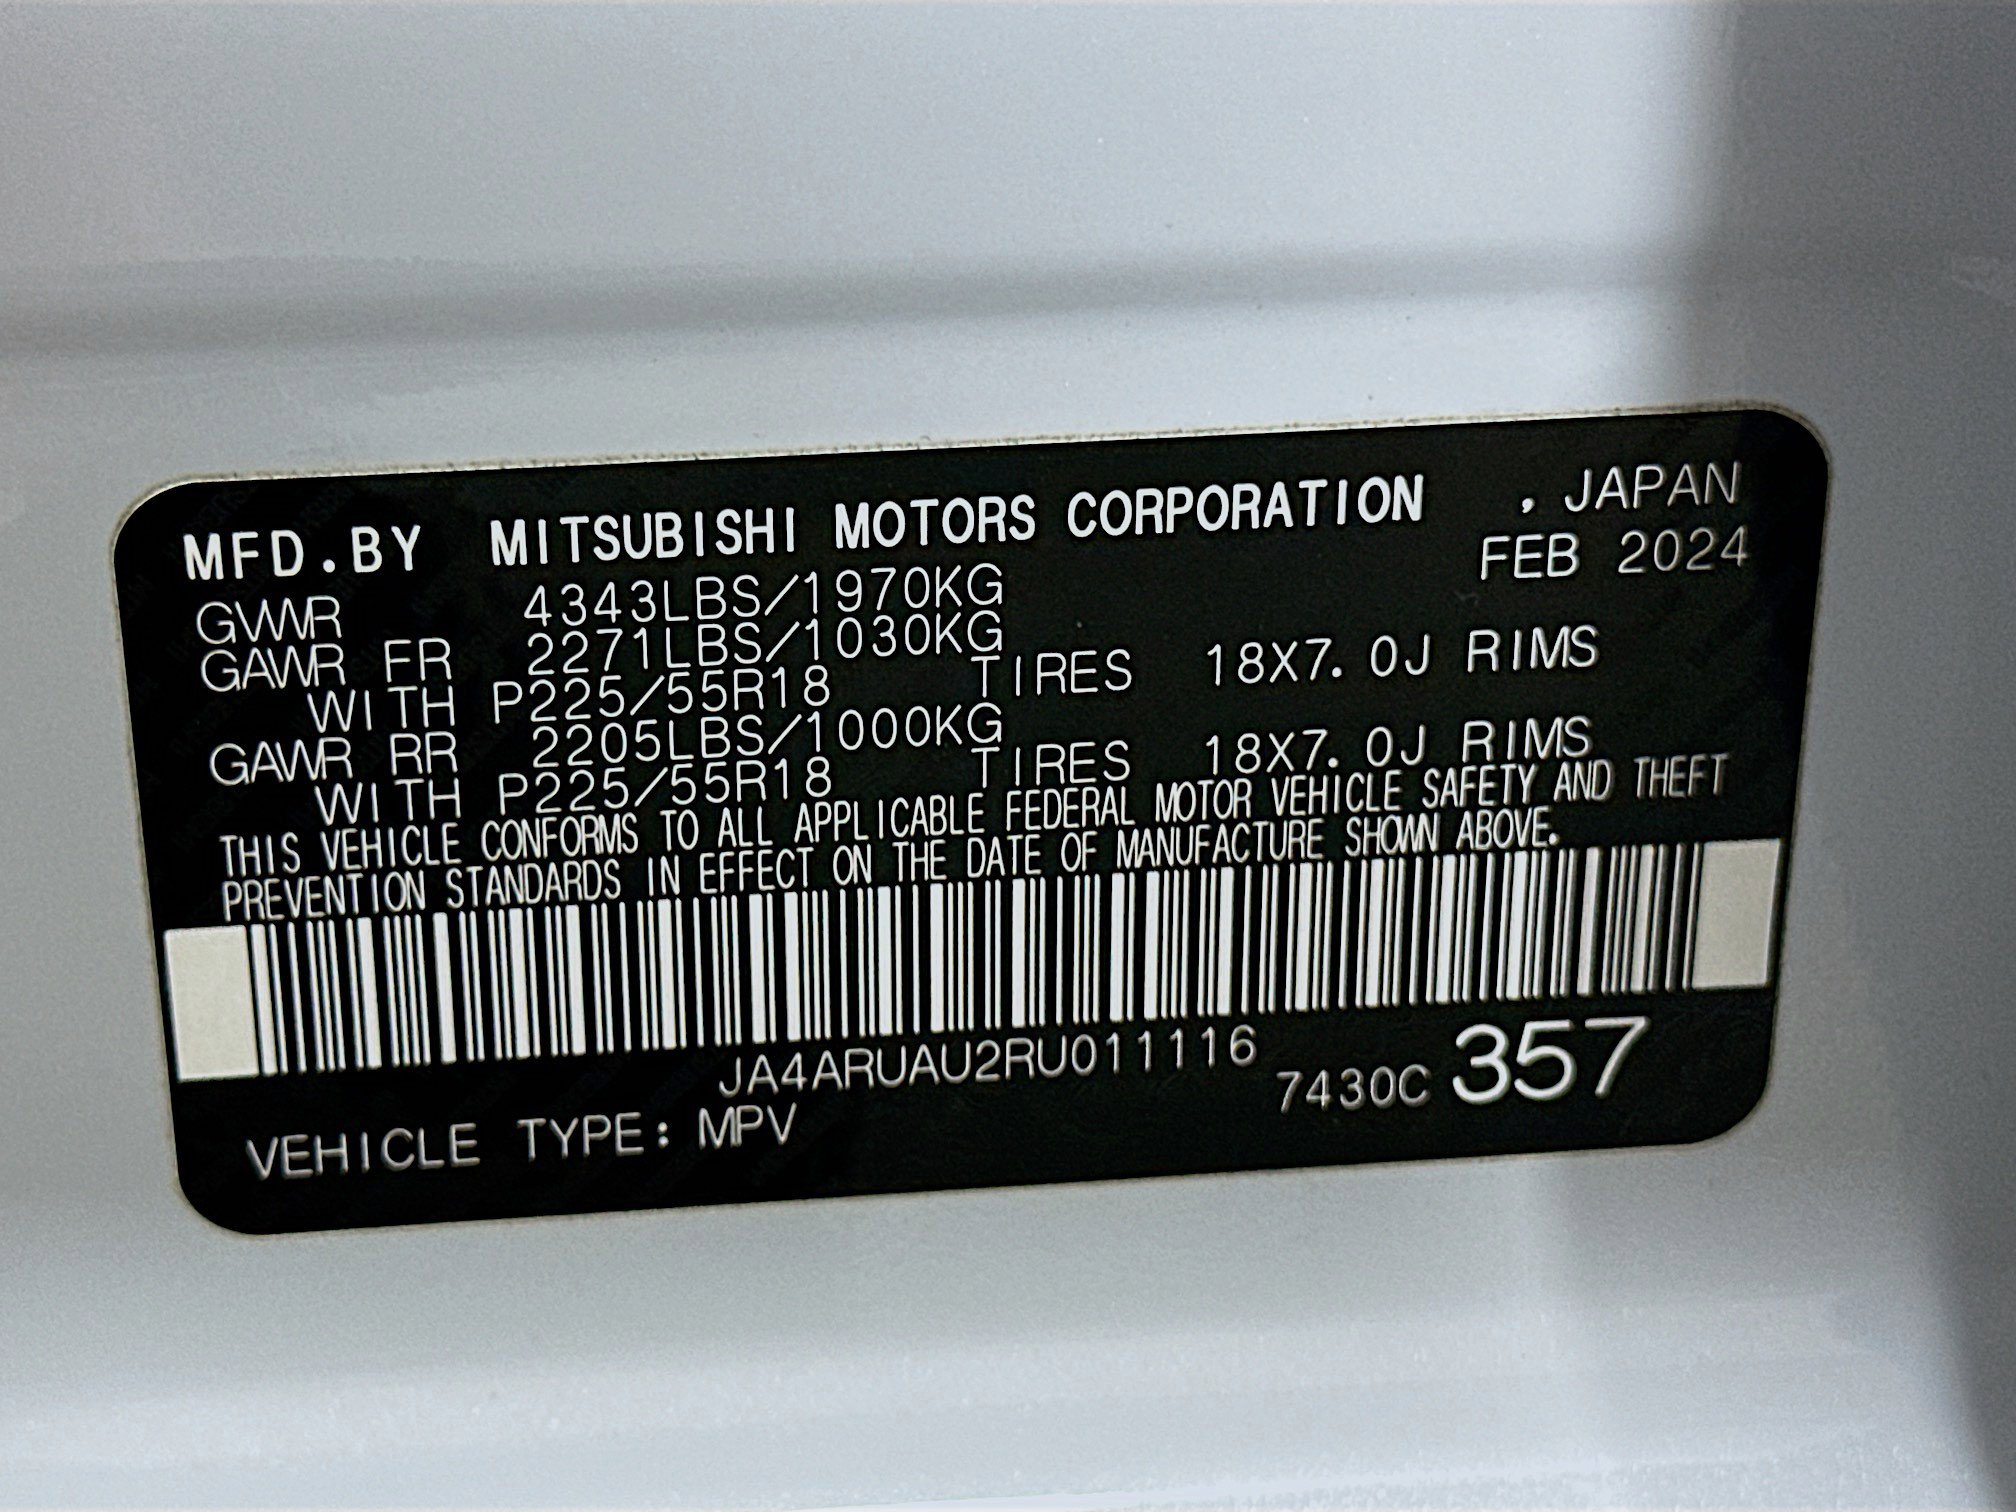 MFD.BY MITSUBISHI MOTORS CORPORATION , JAPAN
GVWR 4343LBS/1970KG FEB 2024
GAWR FR 2271LBS/1030KG
WITH P225/55R18 TIRES 18X7.0J RIMS
GAWR RR 2205LBS/1000KG
WITH P225/55R18 TIRES 18X7.0J RIMS
THIS VEHICLE CONFORMS TO ALL APPLICABLE FEDERAL MOTOR VEHICLE SAFETY AND THEFT
PREVENTION STANDARDS IN EFFECT ON THE DATE OF MANUFACTURE SHOWN ABOVE.
JA4ARUAU2RU011116
7430C 357
VEHICLE TYPE: MPV